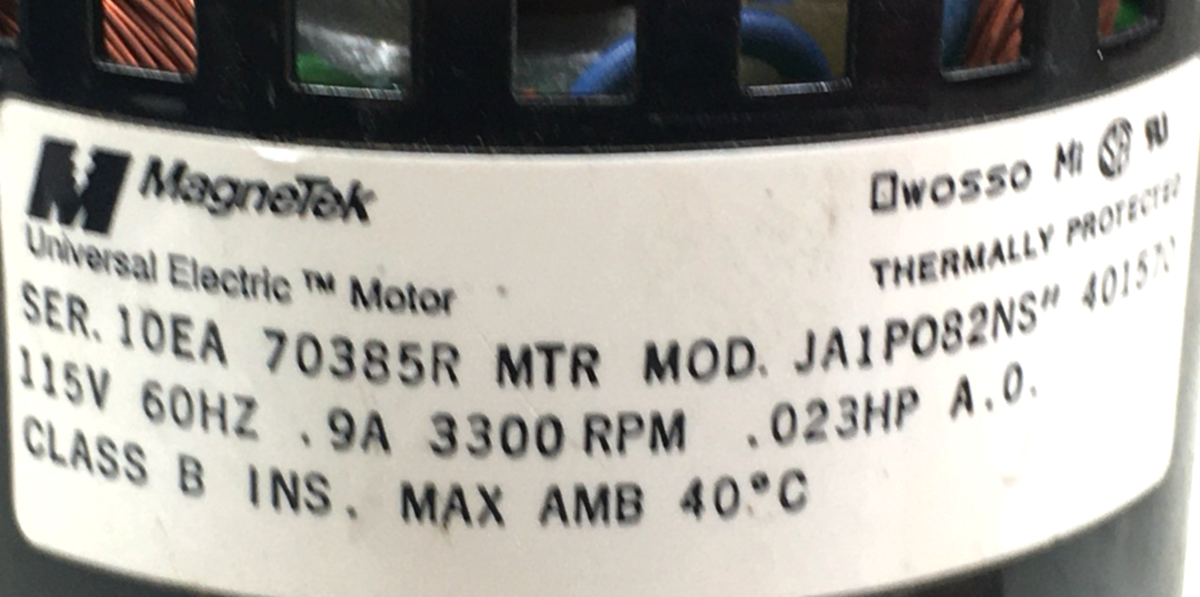 MagneTek
Owosso MI
Universal Electric ™ Motor
THERMALLY PROTECTED
SER. 10EA 70385R MTR MOD. JA1P082NS"
115V 60HZ .9A 3300 RPM .023HP A.O.
CLASS B INS. MAX AMB 40.°C